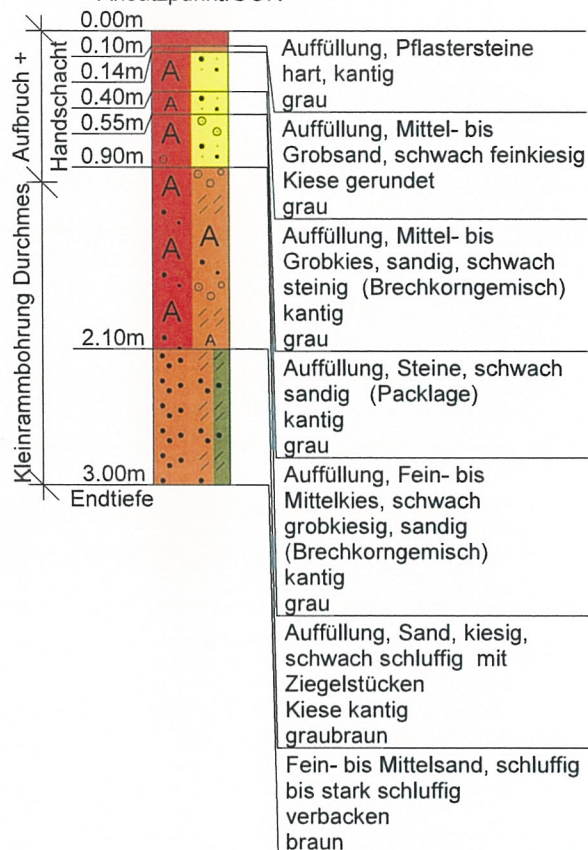 0.00m
0.10m
0.14m
0.40m
0.55m
0.90m
2.10m
3.00m
Endtiefe
Aufbruch +
Handschacht
Kleinrammbohrung Durchmes
A
A
A
A
A
A
A
A
Auffüllung, Pflastersteine
hart, kantig
grau
Auffüllung, Mittel- bis
Grobsand, schwach feinkiesig
Kiese gerundet
grau
Auffüllung, Mittel- bis
Grobkies, sandig, schwach
steinig (Brechkorngemisch)
kantig
grau
Auffüllung, Steine, schwach
sandig (Packlage)
kantig
grau
Auffüllung, Fein- bis
Mittelkies, schwach
grobkiesig, sandig
(Brechkorngemisch)
kantig
grau
Auffüllung, Sand, kiesig,
schwach schluffig mit
Ziegelstücken
Kiese kantig
graubraun
Fein- bis Mittelsand, schluffig
bis stark schluffig
verbacken
braun